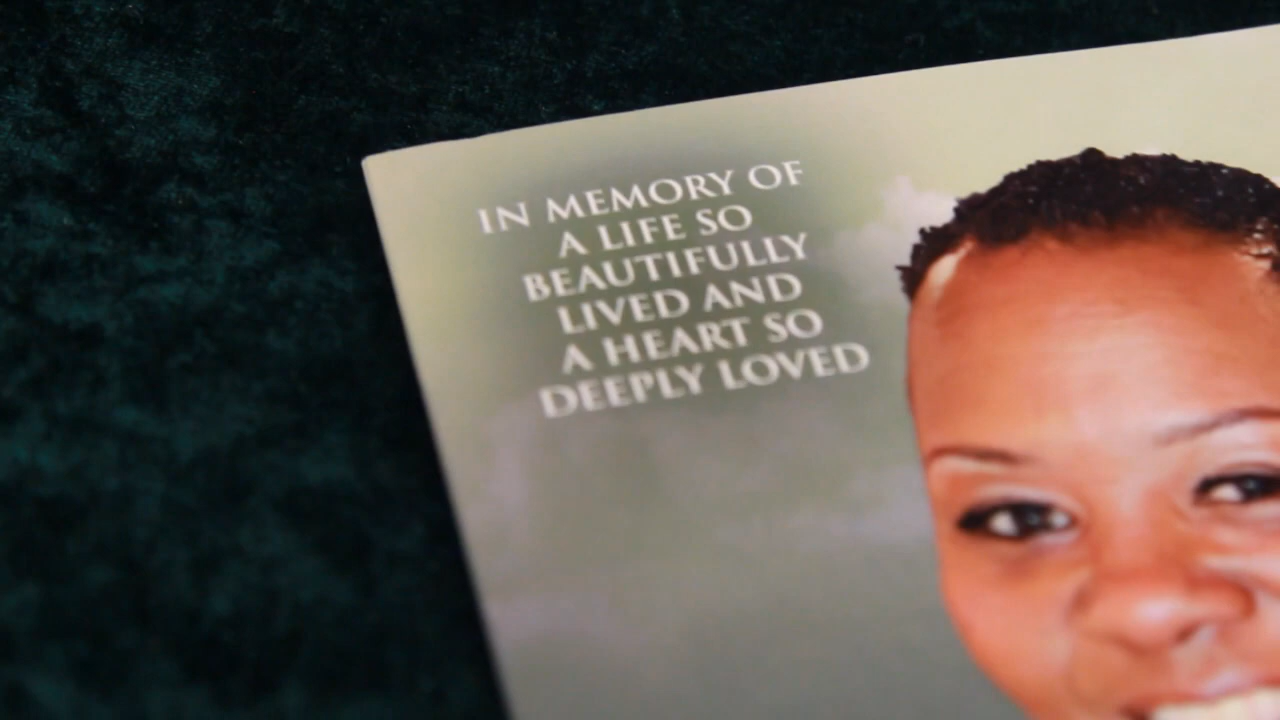 IN MEMORY OF
A LIFE SO
BEAUTIFULLY
LIVED AND
A HEART SO
DEEPLY LOVED